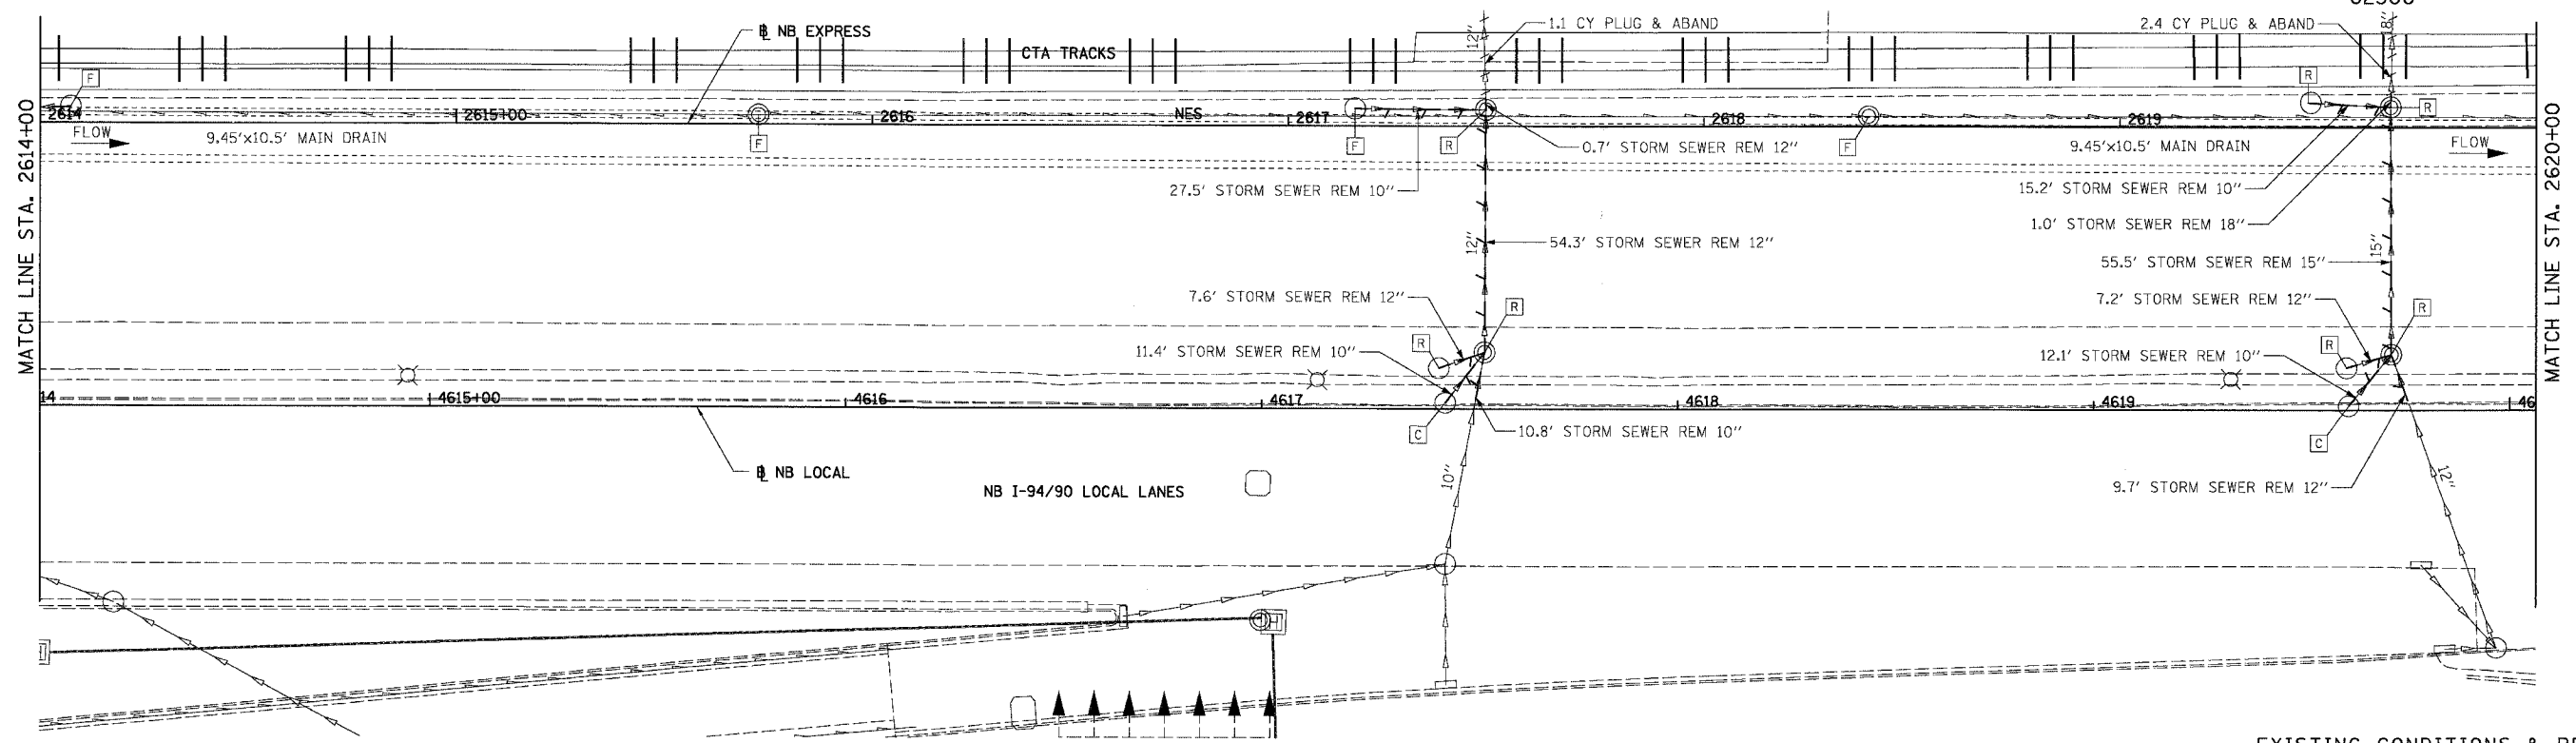 1.1 CY PLUG & ABAND
2.4 CY PLUG & ABAND
12"
18"
NB EXPRESS
CTA TRACKS
F
R
R
2614
2615+00
2616
NES
2617
2618
2619
FLOW
9.45'x10.5' MAIN DRAIN
F
F
R
0.7' STORM SEWER REM 12"
F
9.45'x10.5' MAIN DRAIN
FLOW
27.5' STORM SEWER REM 10"
15.2' STORM SEWER REM 10"
1.0' STORM SEWER REM 18"
12"
54.3' STORM SEWER REM 12"
15"
55.5' STORM SEWER REM 15"
MATCH LINE STA. 2614+00
MATCH LINE STA. 2620+00
7.6' STORM SEWER REM 12"
R
7.2' STORM SEWER REM 12"
R
11.4' STORM SEWER REM 10"
R
12.1' STORM SEWER REM 10"
R
14
4615+00
4616
4617
4618
4619
46
C
10.8' STORM SEWER REM 10"
C
NB LOCAL
10"
12"
NB I-94/90 LOCAL LANES
9.7' STORM SEWER REM 12"